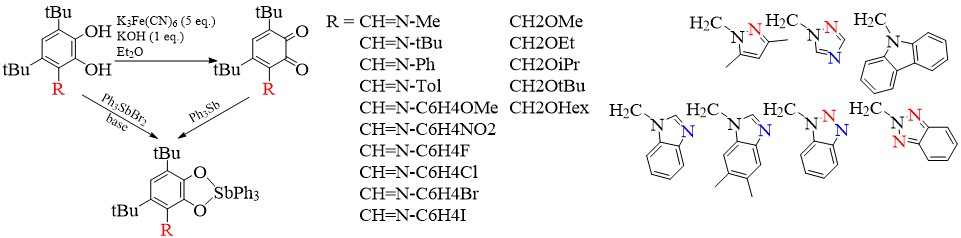 tBu
OH
OH
tBu
R
K3Fe(CN)6 (5 eq.)
KOH (1 eq.)
Et2O
tBu
O
O
tBu
R
Ph3SbBr2
base
Ph3Sb
tBu
O
SbPh3
O
tBu
R
R = CH=N-Me
CH=N-tBu
CH=N-Ph
CH=N-Tol
CH=N-C6H4OMe
CH=N-C6H4NO2
CH=N-C6H4F
CH=N-C6H4Cl
CH=N-C6H4Br
CH=N-C6H4I
CH2OMe
CH2OEt
CH2OiPr
CH2OtBu
CH2OHex
H2C
N N
H2C
N N
N
H2C
N
H2C
N
N
H2C
N
N
H2C
N N
N
H2C
N
N
N